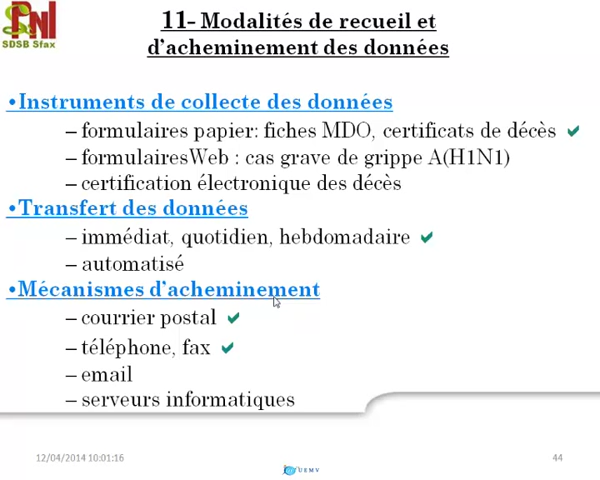 SDSB Sfax
11- Modalités de recueil et
d'acheminement des données
•Instruments de collecte des données
– formulaires papier: fiches MDO, certificats de décès
– formulairesWeb : cas grave de grippe A(H1N1)
– certification électronique des décès
•Transfert des données
– immédiat, quotidien, hebdomadaire
– automatisé
•Mécanismes d'acheminement
– courrier postal
– téléphone, fax
– email
– serveurs informatiques
12/04/2014 10:01:16
44
UEMV